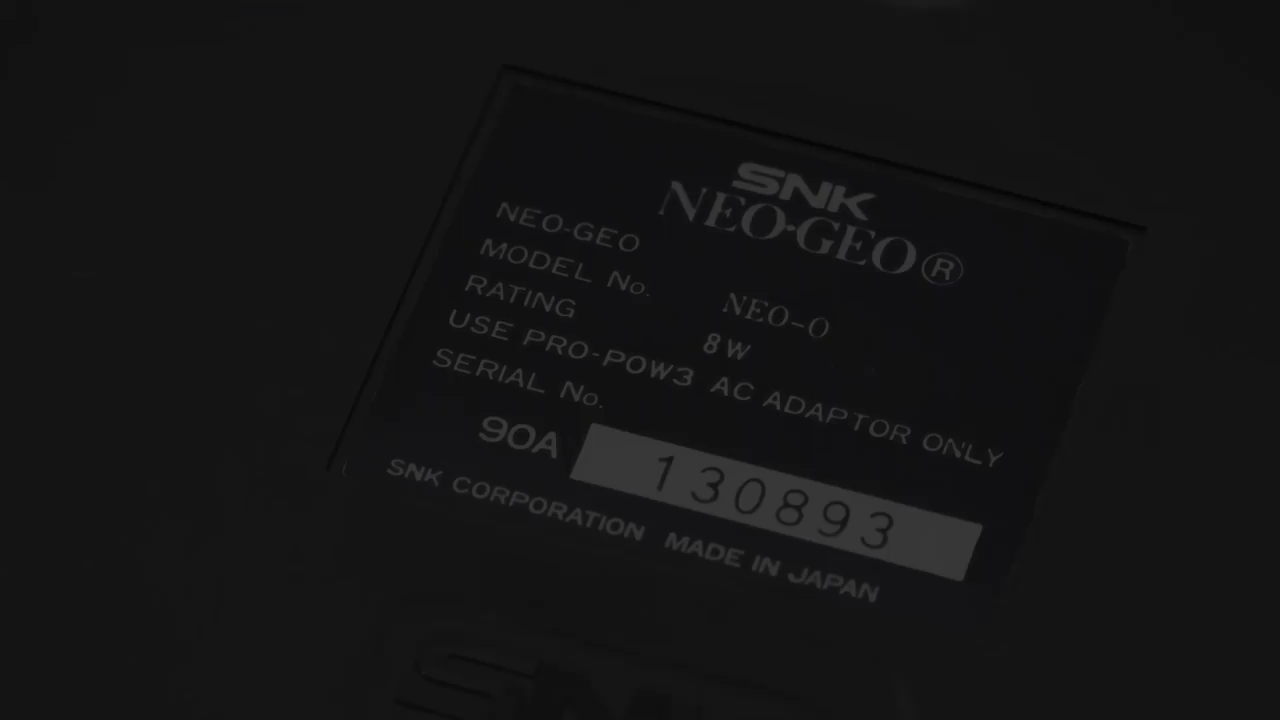 SNK
NEO·GEO®
NEO-GEO
MODEL No. NEO-O
RATING 8W
USE PRO-POW3 AC ADAPTOR ONLY
SERIAL No.
90A 130893
SNK CORPORATION MADE IN JAPAN
SNK